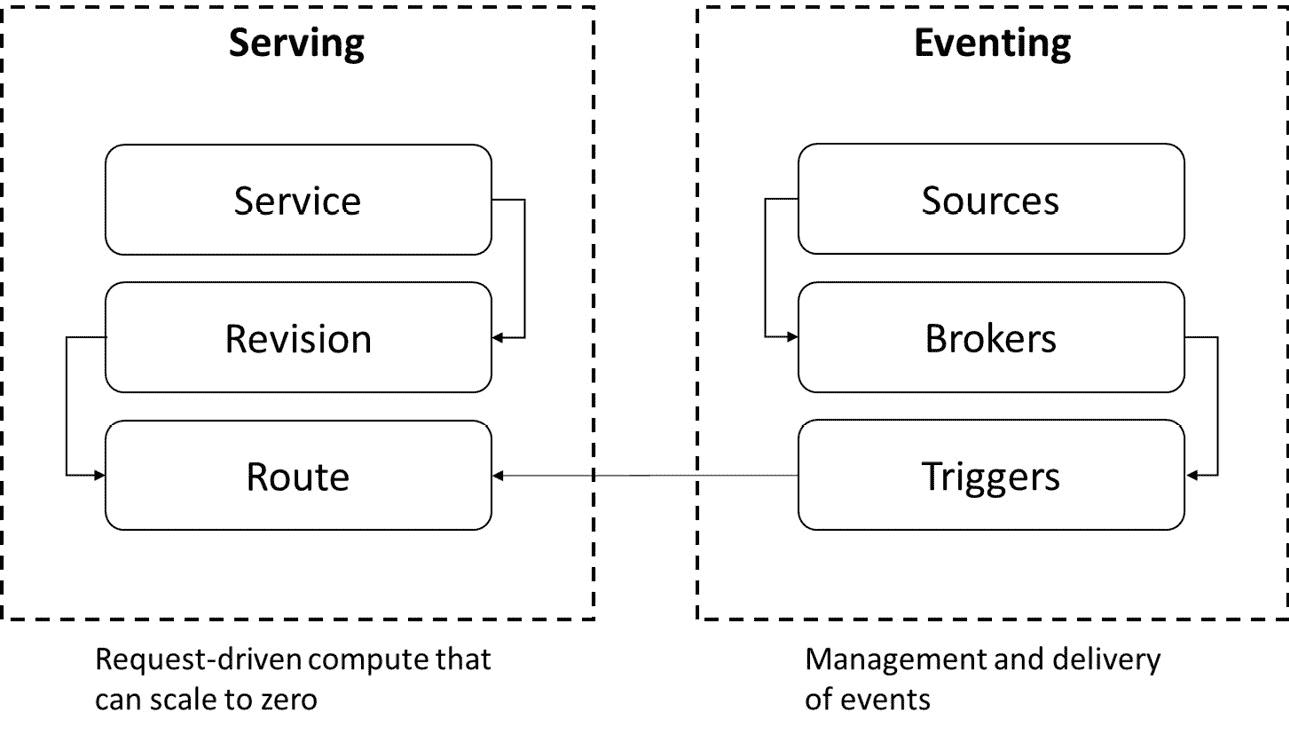 Serving
Service
Revision
Route
Request-driven compute that
can scale to zero
Eventing
Sources
Brokers
Triggers
Management and delivery
of events